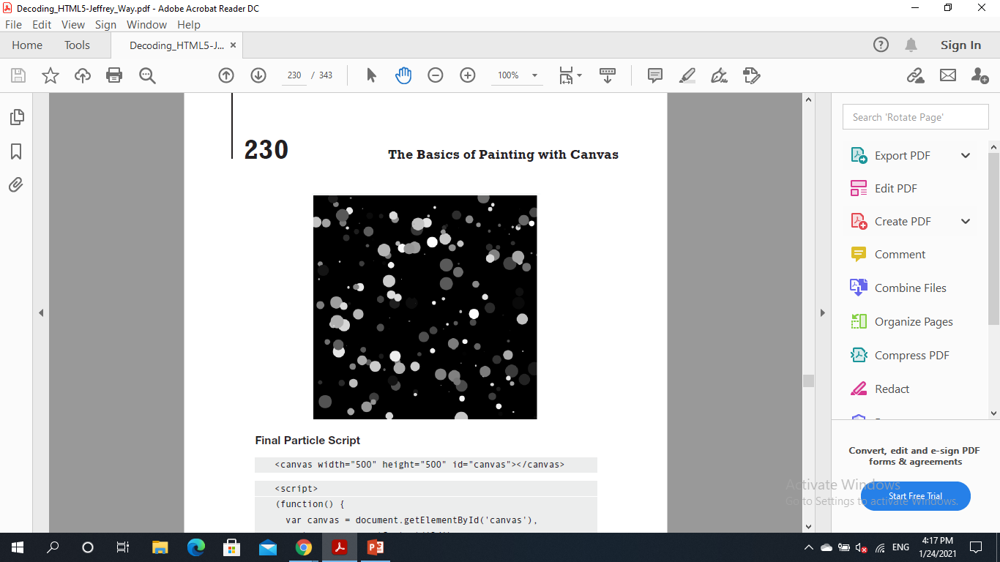 Decoding_HTML5-Jeffrey_Way.pdf - Adobe Acrobat Reader DC
File Edit View Sign Window Help
Home Tools Decoding_HTML5-J... × Sign In
230 / 343 100%
230 The Basics of Painting with Canvas
Final Particle Script
<canvas width="500" height="500" id="canvas"></canvas>
<script>
(function() {
var canvas = document.getElementById('canvas'),
Search 'Rotate Page'
Export PDF
Edit PDF
Create PDF
Comment
Combine Files
Organize Pages
Compress PDF
Redact
Convert, edit and e-sign PDF
forms & agreements
Activate Windows
Go to Settings to activate Windows.
Start Free Trial
ENG
4:17 PM
1/24/2021